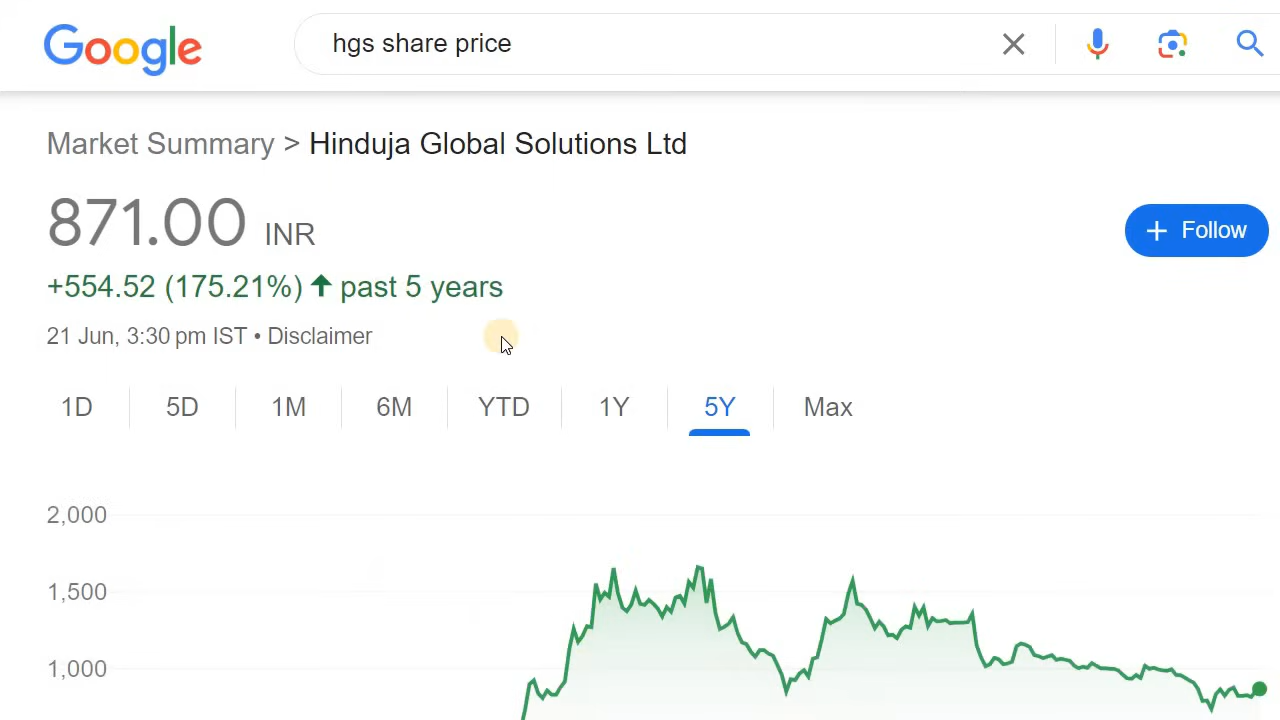 Google
hgs share price
Market Summary > Hinduja Global Solutions Ltd
871.00 INR
+ Follow
+554.52 (175.21%) ↑ past 5 years
21 Jun, 3:30 pm IST • Disclaimer
1D 5D 1M 6M YTD 1Y 5Y Max
2,000
1,500
1,000